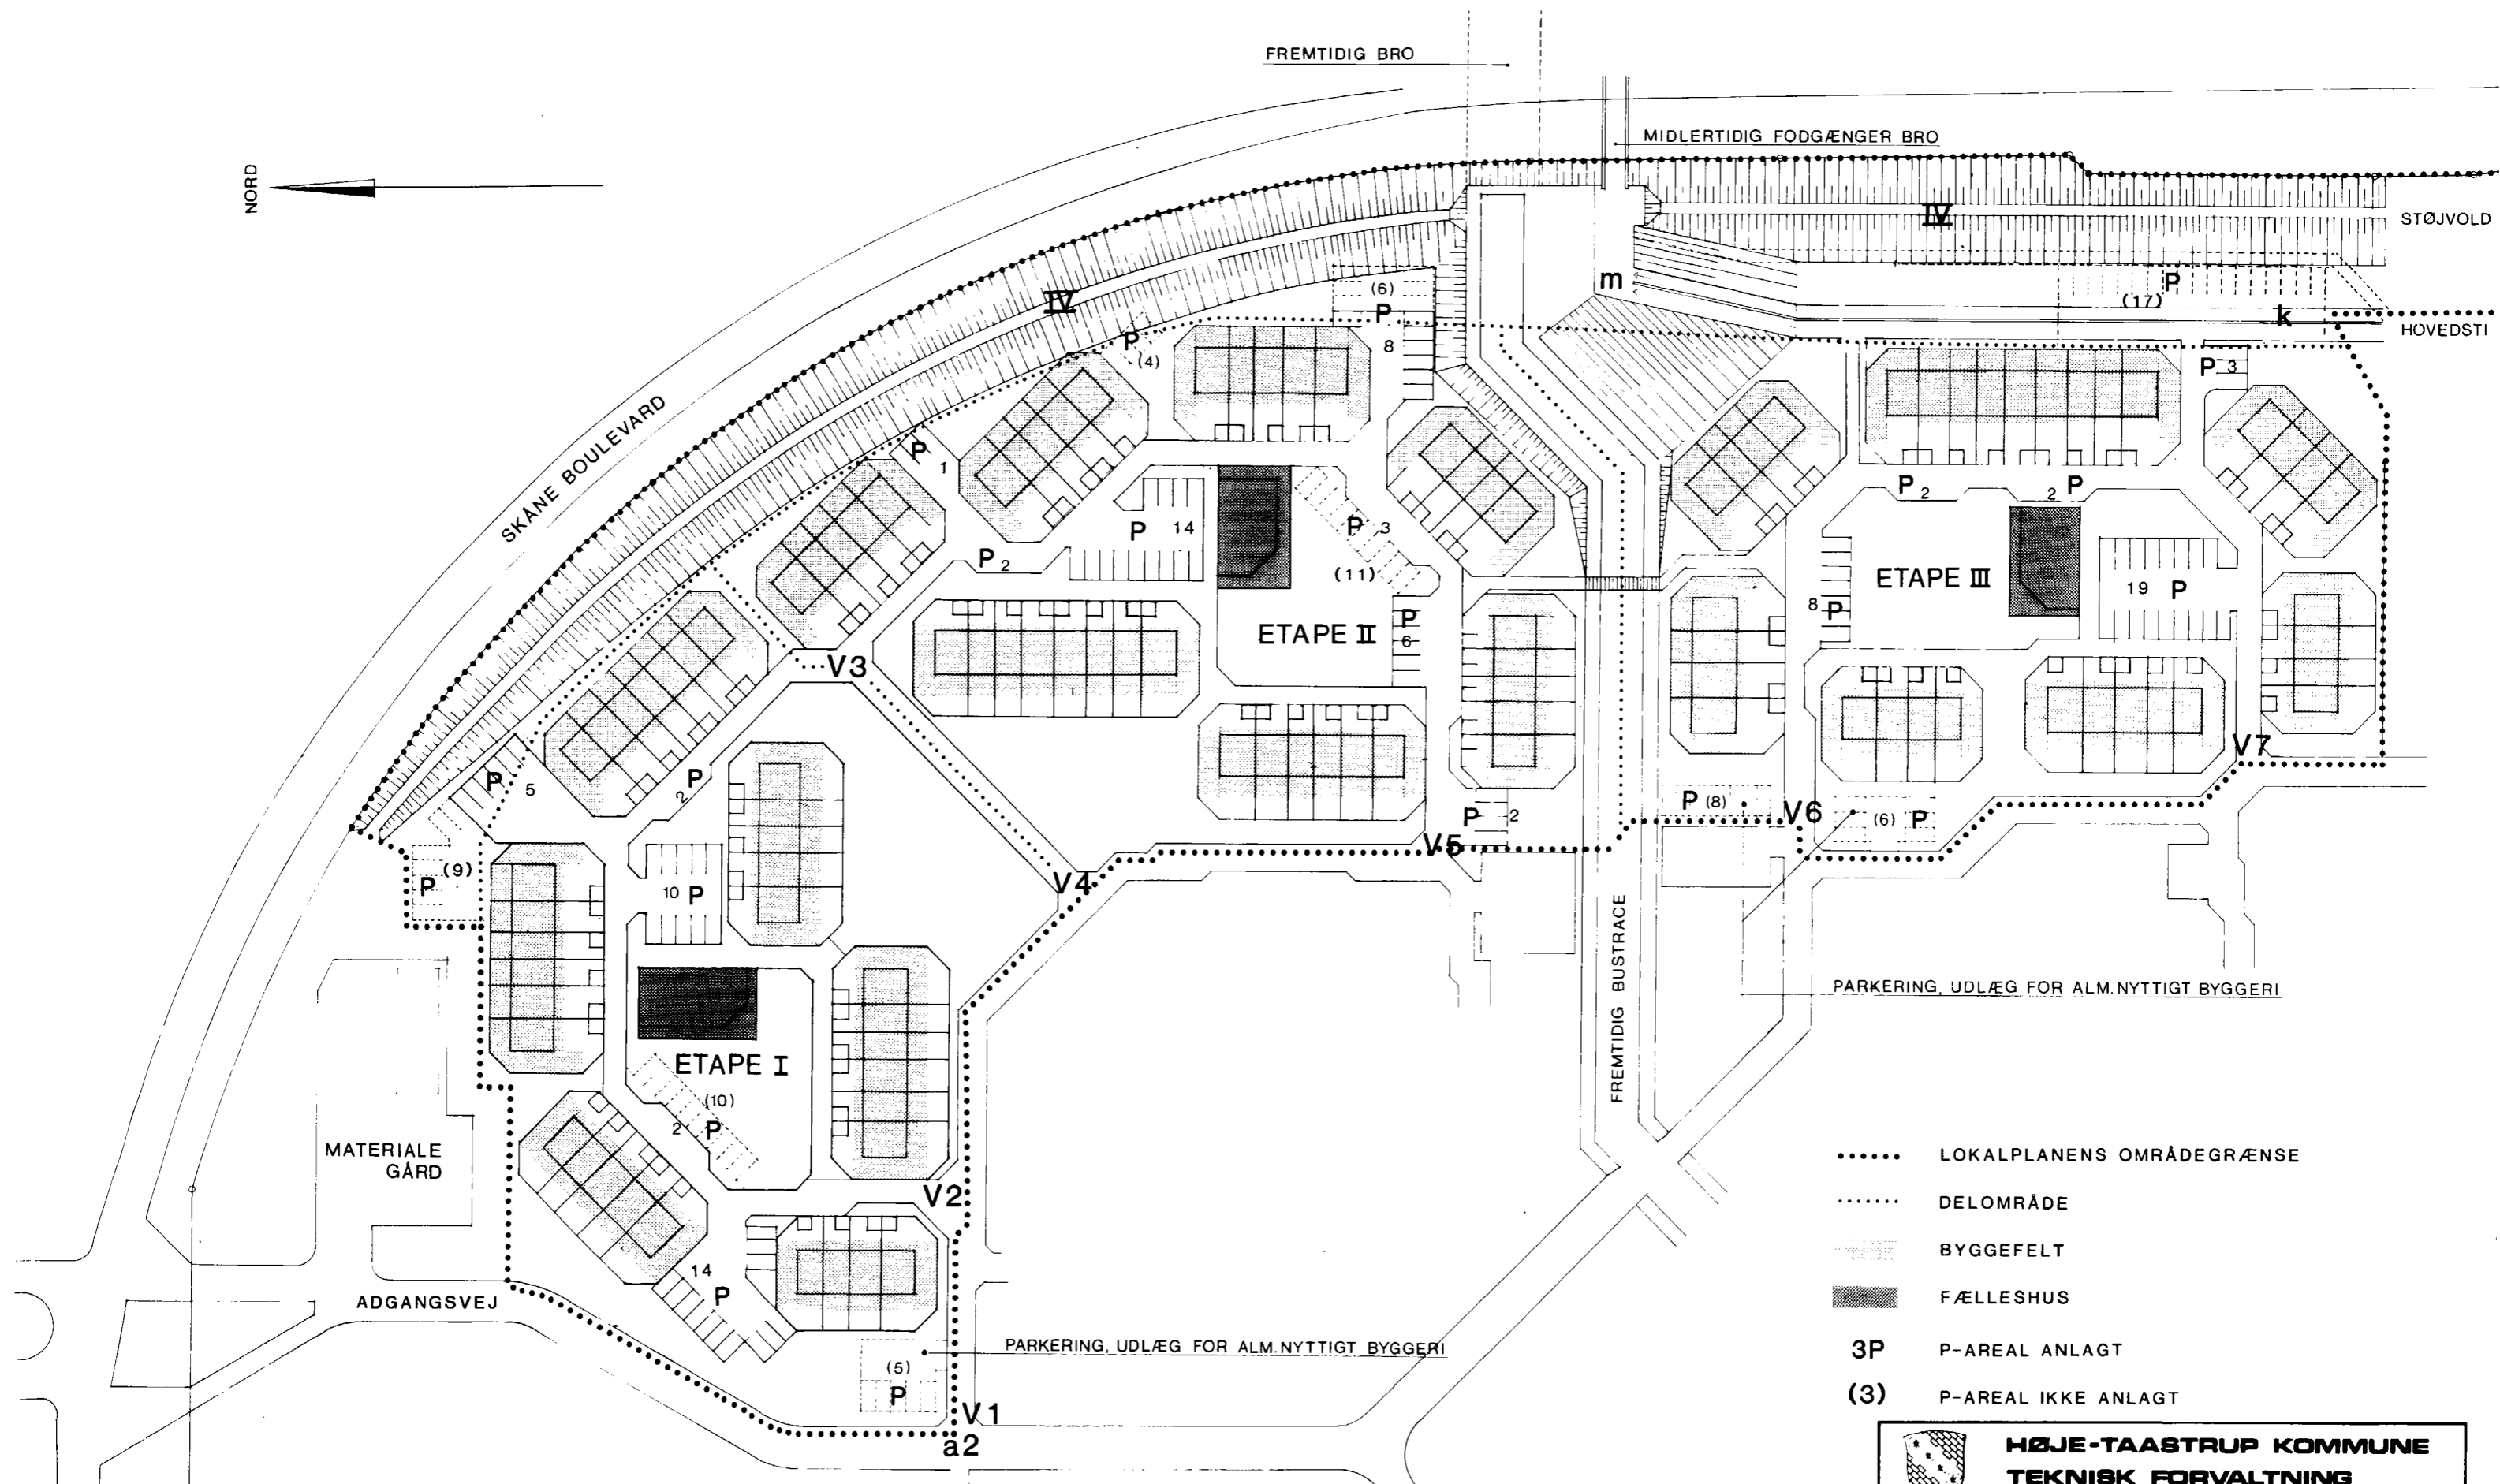 FREMTIDIG BRO
MIDLERTIDIG FODGÆNGER BRO
NORD
IV
STØJVOLD
m
P
(17)
k
HOVEDSTI
IV
(6)
P
8
P
(4)
P 3
SKÅNE BOULEVARD
P
1
P 2
2 P
P 14
P 3
(11)
P 2
ETAPE III
19 P
8 P
ETAPE II
P
6
V3
V7
P 5
P
2
P 2
P (8)
V6
(6) P
V5
(9)
P
10 P
V4
FREMTIDIG BUSTRACE
PARKERING, UDLÆG FOR ALM. NYTTIGT BYGGERI
ETAPE I
(10)
2 P
MATERIALE
GÅRD
V2
14
P
ADGANGSVEJ
PARKERING, UDLÆG FOR ALM. NYTTIGT BYGGERI
(5)
P
V1
a2
LOKALPLANENS OMRÅDEGRÆNSE
DELOMRÅDE
BYGGEFELT
FÆLLESHUS
3P P-AREAL ANLAGT
(3) P-AREAL IKKE ANLAGT
HØJE-TAASTRUP KOMMUNE
TEKNISK FORVALTNING